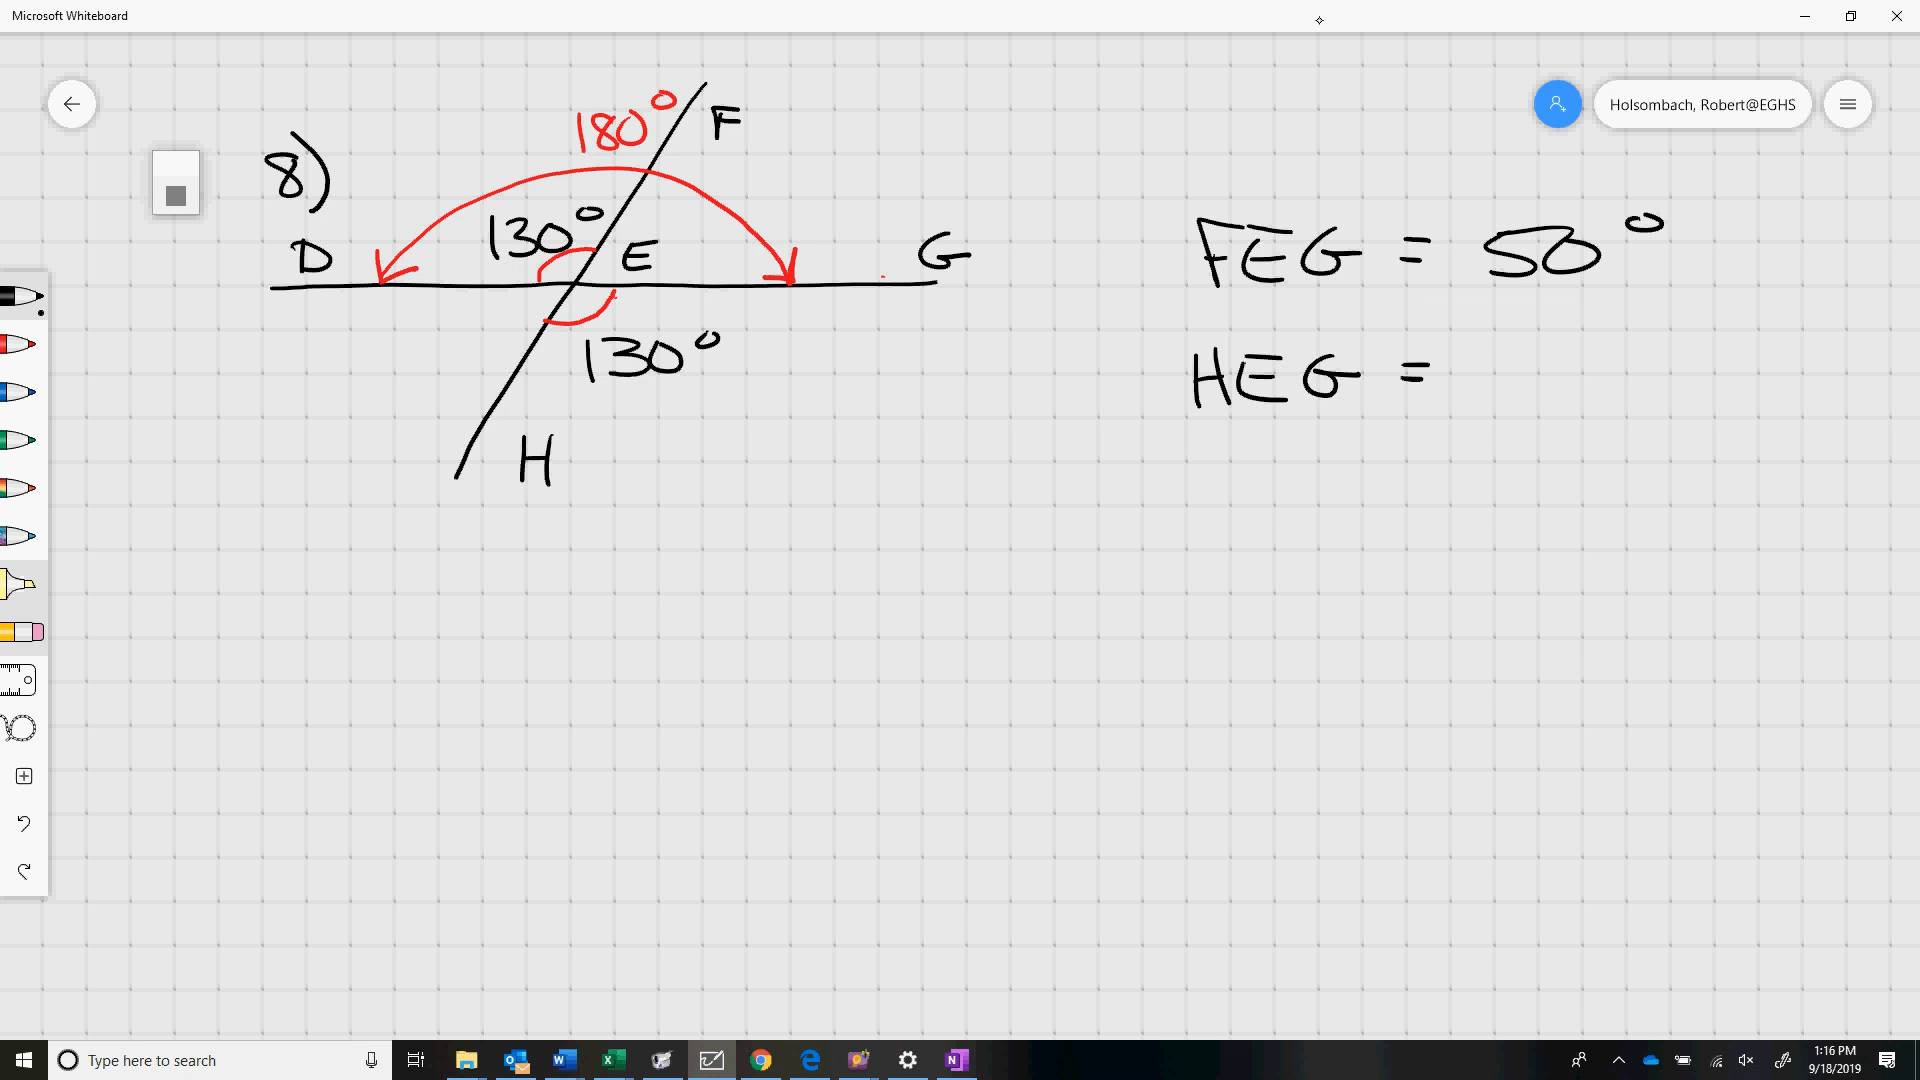 Microsoft Whiteboard
Holsombach, Robert@EGHS
8)
180°
F
130°
D
E
G
130°
H
FEG = 50°
HEG =
Type here to search
1:16 PM
9/18/2019